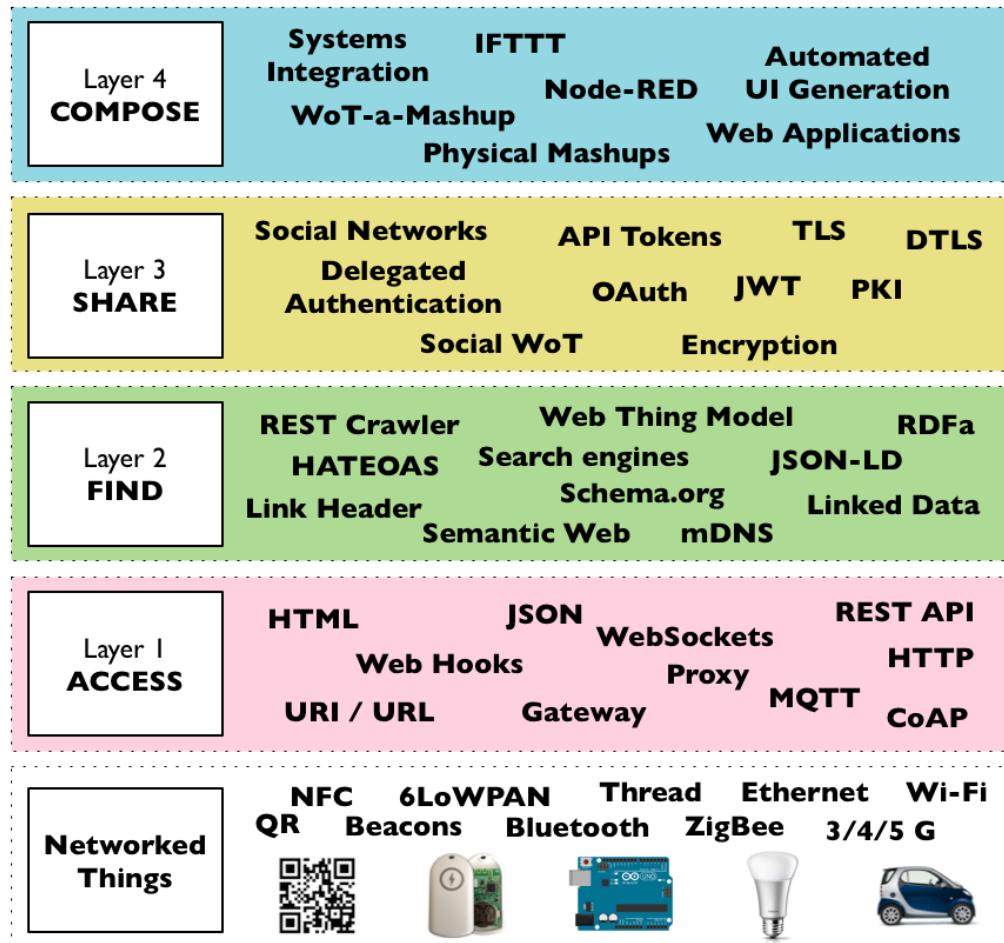 Layer 4
COMPOSE
Systems
Integration
IFTTT
Node-RED
Automated
UI Generation
WoT-a-Mashup
Web Applications
Physical Mashups
Layer 3
SHARE
Social Networks
API Tokens
TLS
DTLS
Delegated
Authentication
OAuth
JWT
PKI
Social WoT
Encryption
Layer 2
FIND
REST Crawler
Web Thing Model
RDFa
HATEOAS
Search engines
JSON-LD
Link Header
Schema.org
Linked Data
Semantic Web
mDNS
Layer 1
ACCESS
HTML
JSON
REST API
WebSockets
Web Hooks
Proxy
HTTP
MQTT
URI / URL
Gateway
CoAP
Networked
Things
NFC
6LoWPAN
Thread
Ethernet
Wi-Fi
QR
Beacons
Bluetooth
ZigBee
3/4/5 G